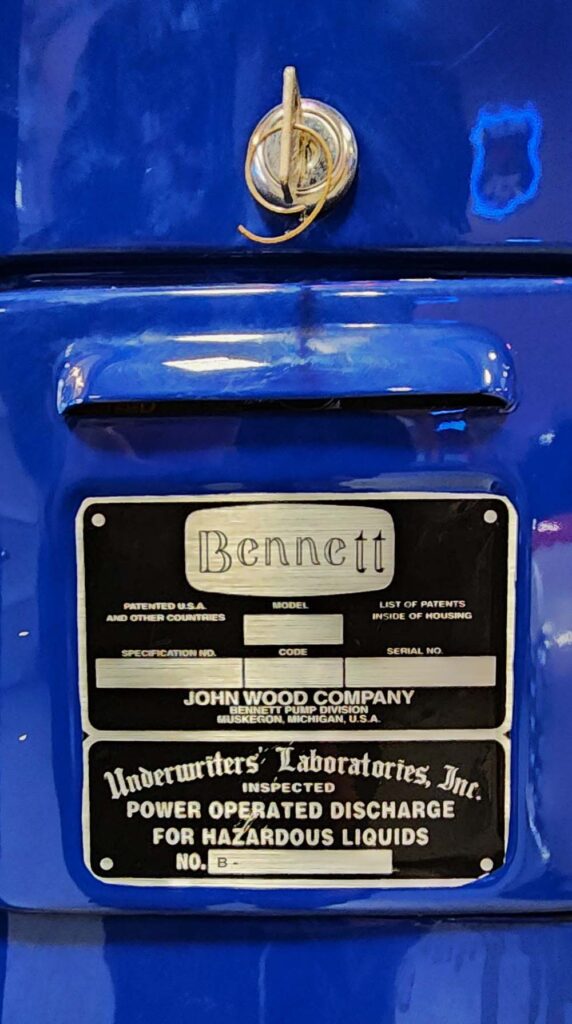 Bennett
PATENTED U.S.A.
AND OTHER COUNTRIES
MODEL
LIST OF PATENTS
INSIDE OF HOUSING
SPECIFICATION NO.
CODE
SERIAL NO.
JOHN WOOD COMPANY
BENNETT PUMP DIVISION
MUSKEGON, MICHIGAN, U.S.A.
Underwriters' Laboratories, Inc.
INSPECTED
POWER OPERATED DISCHARGE
FOR HAZARDOUS LIQUIDS
NO. B-